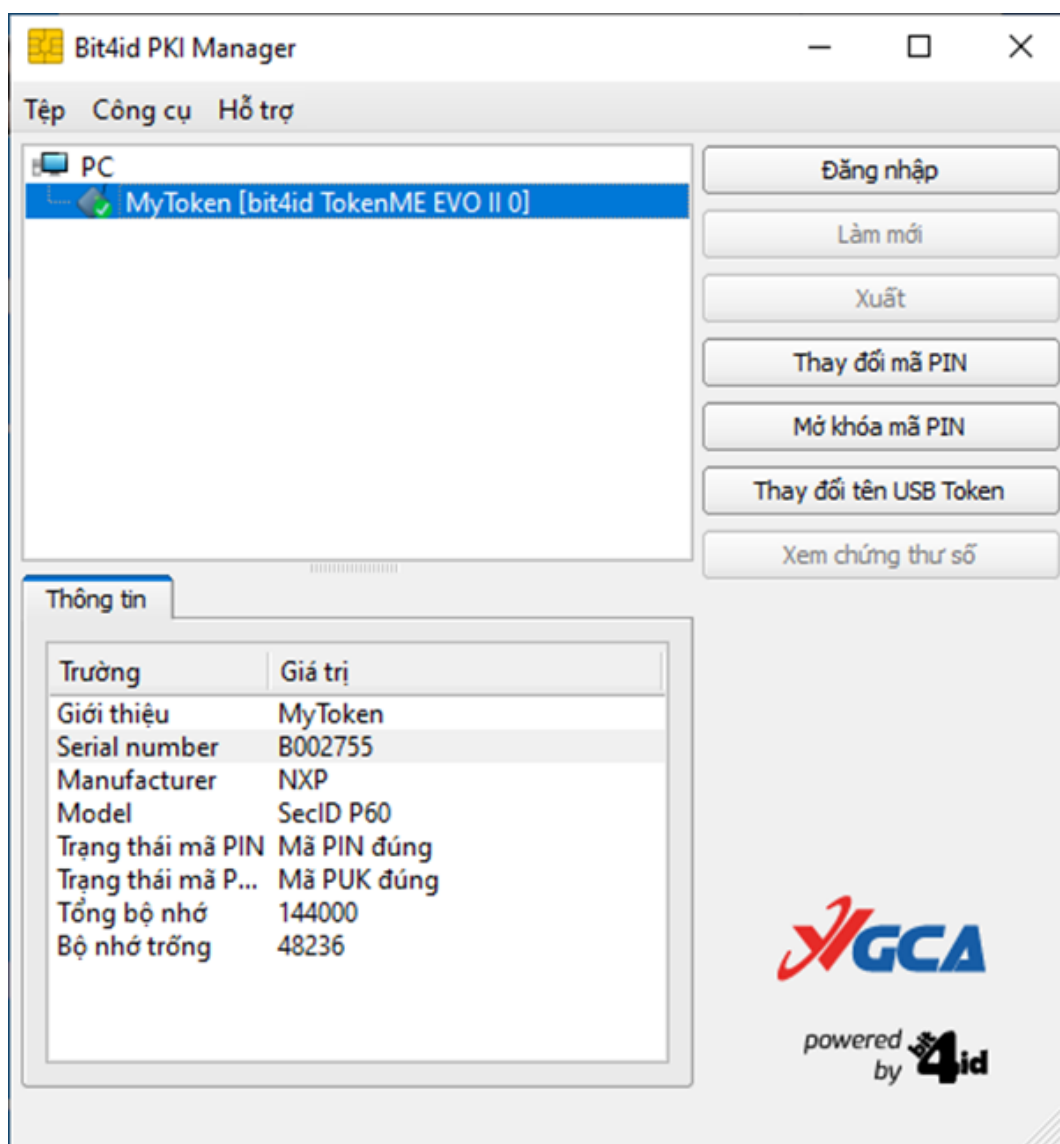 Bit4id PKI Manager
Tệp Công cụ Hỗ trợ
PC
MyToken [bit4id TokenME EVO II 0]
Đăng nhập
Làm mới
Xuất
Thay đổi mã PIN
Mở khóa mã PIN
Thay đổi tên USB Token
Xem chứng thư số
Thông tin
Trường Giá trị
Giới thiệu MyToken
Serial number B002755
Manufacturer NXP
Model SecID P60
Trạng thái mã PIN Mã PIN đúng
Trạng thái mã P... Mã PUK đúng
Tổng bộ nhớ 144000
Bộ nhớ trống 48236
VGCA
powered
by bit4id